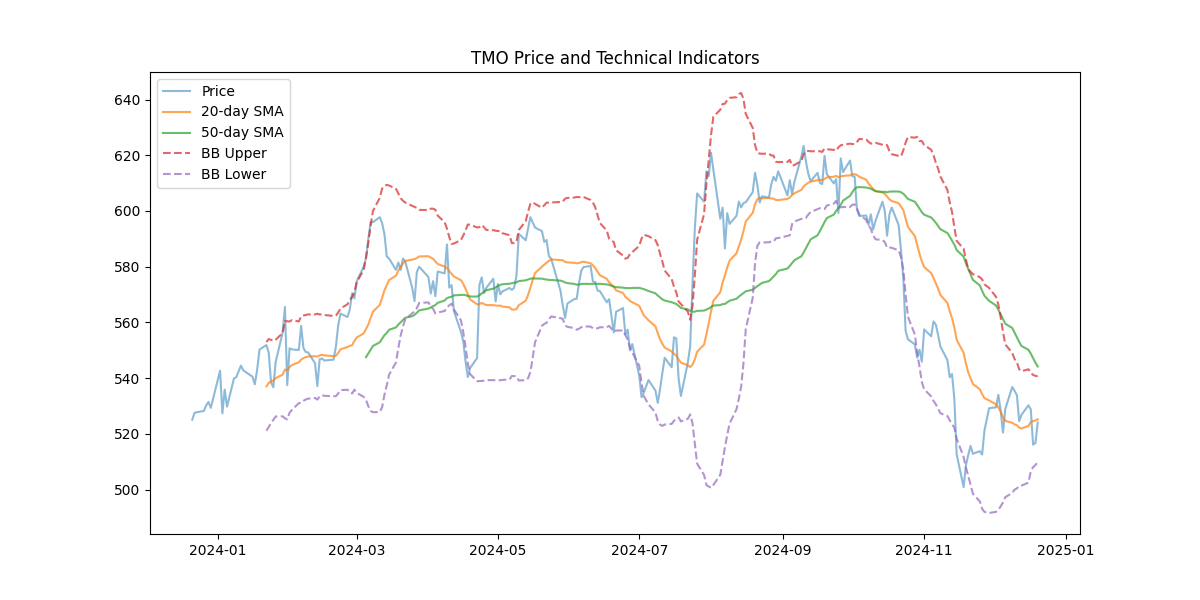 TMO Price and Technical Indicators
Price
20-day SMA
50-day SMA
BB Upper
BB Lower
640
620
600
580
560
540
520
500
2024-01 2024-03 2024-05 2024-07 2024-09 2024-11 2025-01